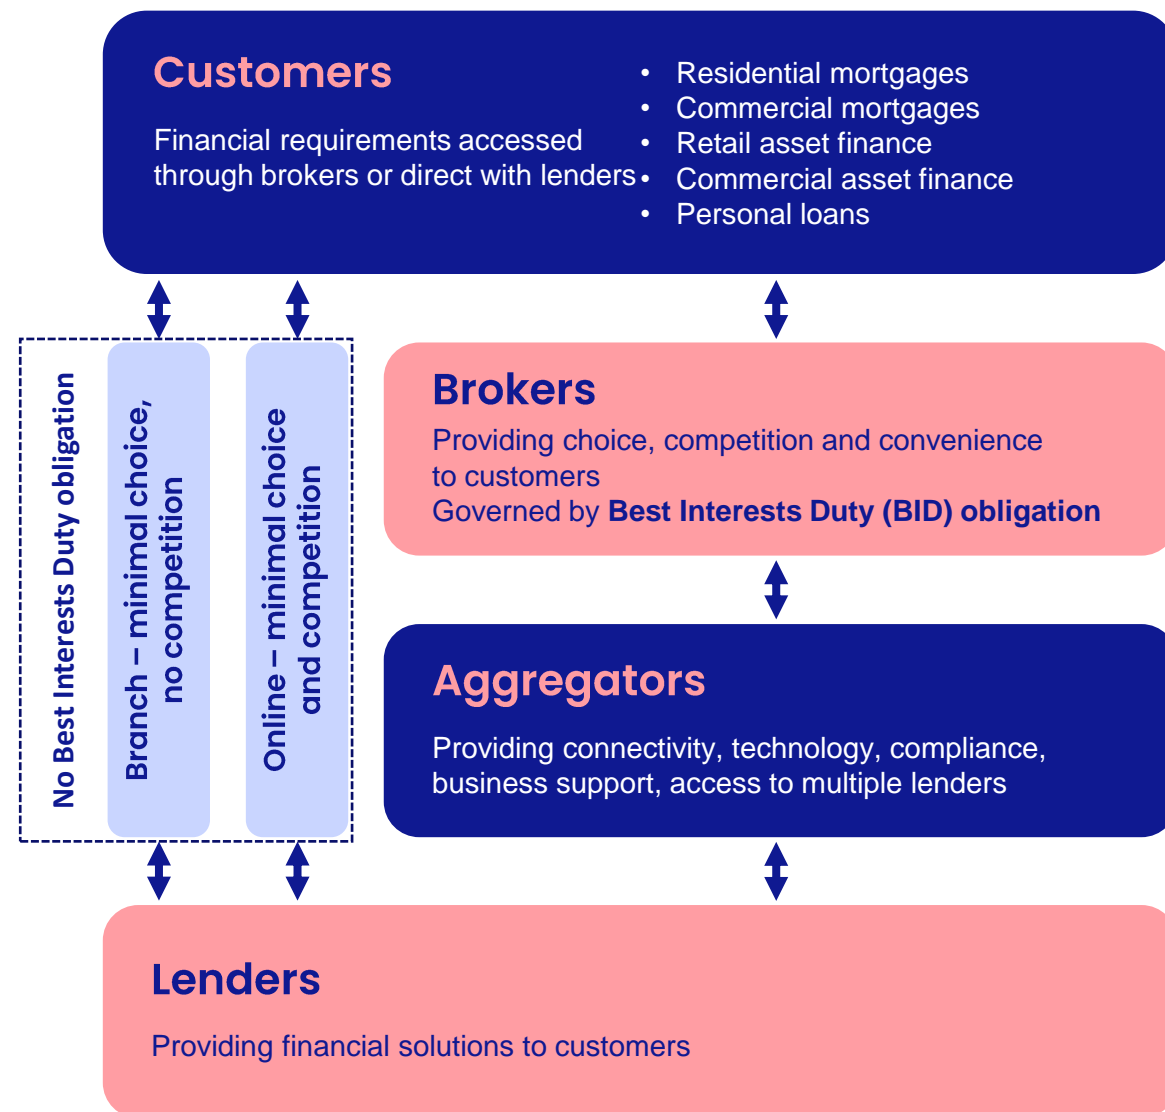 Customers
Financial requirements accessed
through brokers or direct with lenders
• Residential mortgages
• Commercial mortgages
• Retail asset finance
• Commercial asset finance
• Personal loans
No Best Interests Duty obligation
Branch – minimal choice,
no competition
Online – minimal choice
and competition
Brokers
Providing choice, competition and convenience
to customers
Governed by Best Interests Duty (BID) obligation
Aggregators
Providing connectivity, technology, compliance,
business support, access to multiple lenders
Lenders
Providing financial solutions to customers